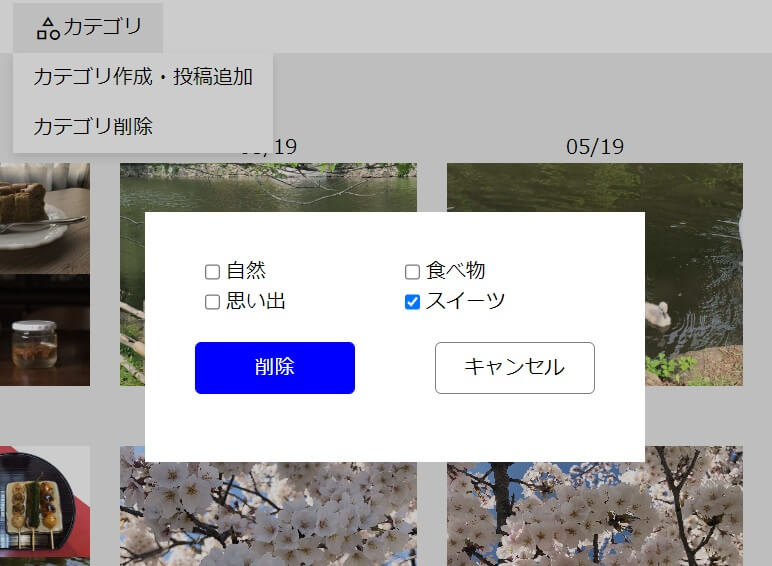 カテゴリ
カテゴリ作成・投稿追加
カテゴリ削除
/19
05/19
自然
食べ物
思い出
スイーツ
削除
キャンセル